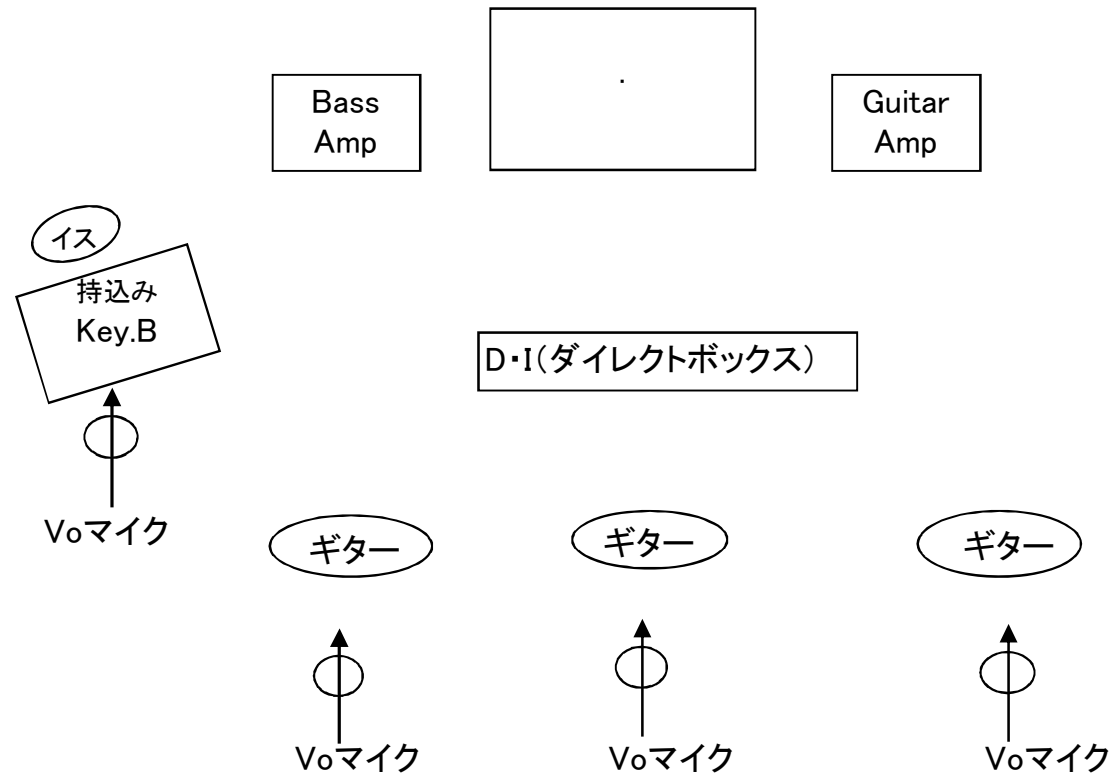 Bass
Amp
.
Guitar
Amp
イス
持込み
Key.B
D・I(ダイレクトボックス)
Voマイク
ギター
ギター
ギター
Voマイク
Voマイク
Voマイク